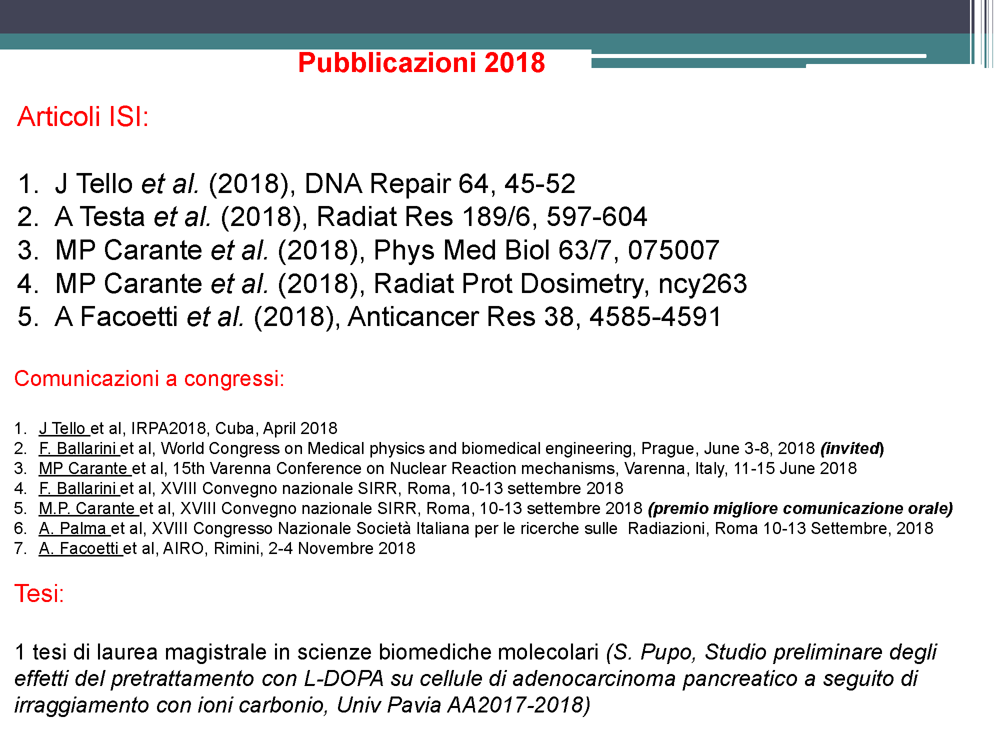 Pubblicazioni 2018
Articoli ISI:
1. J Tello et al. (2018), DNA Repair 64, 45-52
2. A Testa et al. (2018), Radiat Res 189/6, 597-604
3. MP Carante et al. (2018), Phys Med Biol 63/7, 075007
4. MP Carante et al. (2018), Radiat Prot Dosimetry, ncy263
5. A Facoetti et al. (2018), Anticancer Res 38, 4585-4591
Comunicazioni a congressi:
1. J Tello et al, IRPA2018, Cuba, April 2018
2. F. Ballarini et al, World Congress on Medical physics and biomedical engineering, Prague, June 3-8, 2018 (invited)
3. MP Carante et al, 15th Varenna Conference on Nuclear Reaction mechanisms, Varenna, Italy, 11-15 June 2018
4. F. Ballarini et al, XVIII Convegno nazionale SIRR, Roma, 10-13 settembre 2018
5. M.P. Carante et al, XVIII Convegno nazionale SIRR, Roma, 10-13 settembre 2018 (premio migliore comunicazione orale)
6. A. Palma et al, XVIII Congresso Nazionale Società Italiana per le ricerche sulle Radiazioni, Roma 10-13 Settembre, 2018
7. A. Facoetti et al, AIRO, Rimini, 2-4 Novembre 2018
Tesi:
1 tesi di laurea magistrale in scienze biomediche molecolari (S. Pupo, Studio preliminare degli
effetti del pretrattamento con L-DOPA su cellule di adenocarcinoma pancreatico a seguito di
irraggiamento con ioni carbonio, Univ Pavia AA2017-2018)